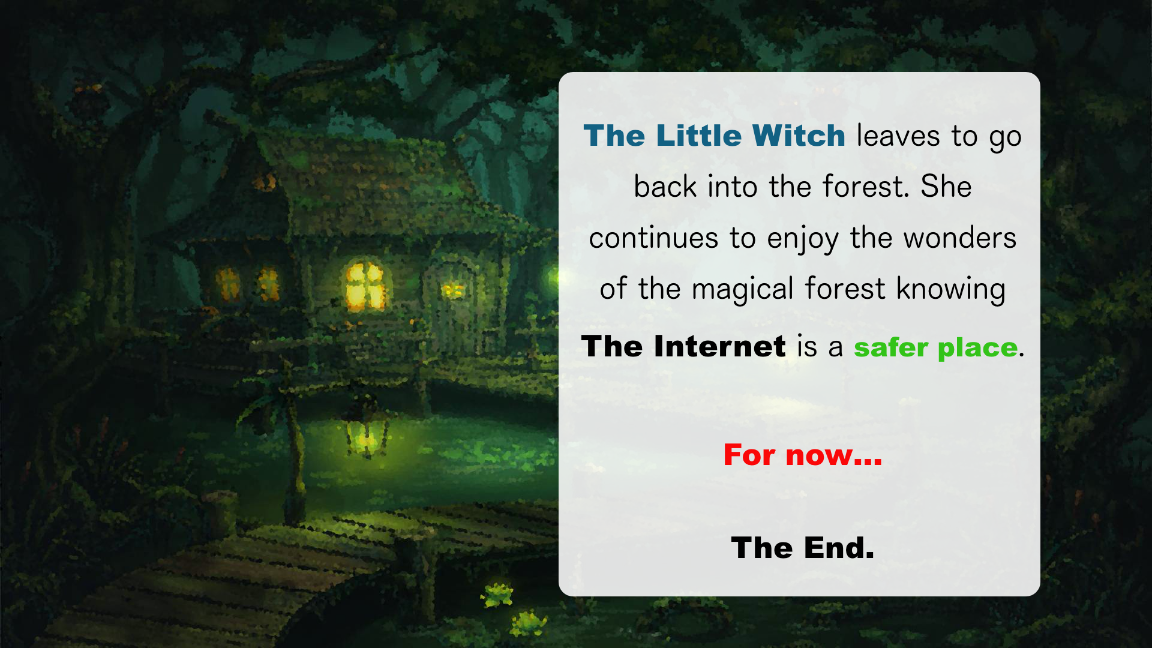 The Little Witch leaves to go
back into the forest. She
continues to enjoy the wonders
of the magical forest knowing
The Internet is a safer place.
For now...
The End.